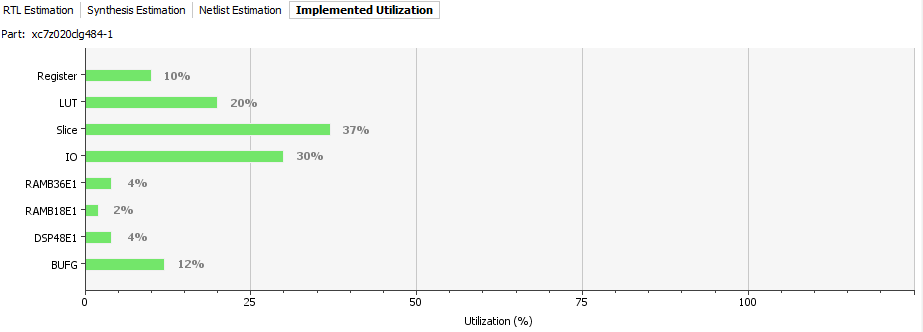 RTL Estimation Synthesis Estimation Netlist Estimation Implemented Utilization
Part: xc7z020clg484-1
Register 10%
LUT 20%
Slice 37%
IO 30%
RAMB36E1 4%
RAMB18E1 2%
DSP48E1 4%
BUFG 12%
0 25 50 75 100
Utilization (%)